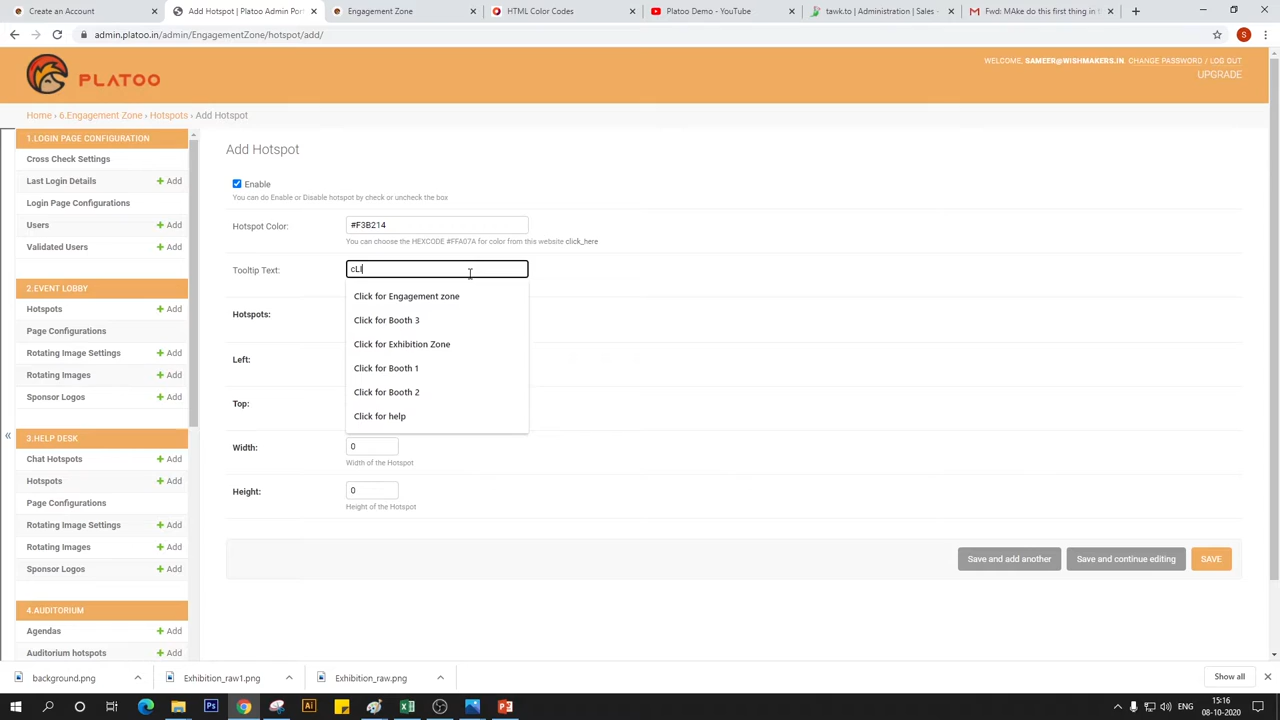 Create an Account
Add Hotspot | Platoo Si
Engagement Zone
HTML Color Codes
Platoo Demo - YouTube
tawk.to | Administration | Sales -
Fwd: MAke do this first thing in t
admin.platoo.in/admin/EngagementZone/hotspot/add/
S
PLATOO
WELCOME, SAMEER@WISHMAKERS.IN. CHANGE PASSWORD / LOG OUT
UPGRADE
Home › 6.Engagement Zone › Hotspots › Add Hotspot
1.LOGIN PAGE CONFIGURATION
Cross Check Settings
Last Login Details + Add
Login Page Configurations
Users + Add
Validated Users + Add
2.EVENT LOBBY
Hotspots + Add
Page Configurations
Rotating Image Settings + Add
Rotating Images + Add
Sponsor Logos + Add
3.HELP DESK
Chat Hotspots + Add
Hotspots + Add
Page Configurations
Rotating Image Settings + Add
Rotating Images + Add
Sponsor Logos + Add
4.AUDITORIUM
Agendas + Add
Auditorium hotspots + Add
«
Add Hotspot
Enable
You can do Enable or Disable hotspot by check or uncheck the box
Hotspot Color: #F3B214
You can choose the HEXCODE #FFA07A for color from this website click_here
Tooltip Text: cLI
Click for Engagement zone
Hotspots:
Click for Booth 3
Click for Exhibition Zone
Left:
Click for Booth 1
Click for Booth 2
Top:
Click for help
Width: 0
Width of the Hotspot
Height: 0
Height of the Hotspot
Save and add another
Save and continue editing
SAVE
background.png
Exhibition_raw1.png
Exhibition_raw.png
Show all
15:16
08-10-2020